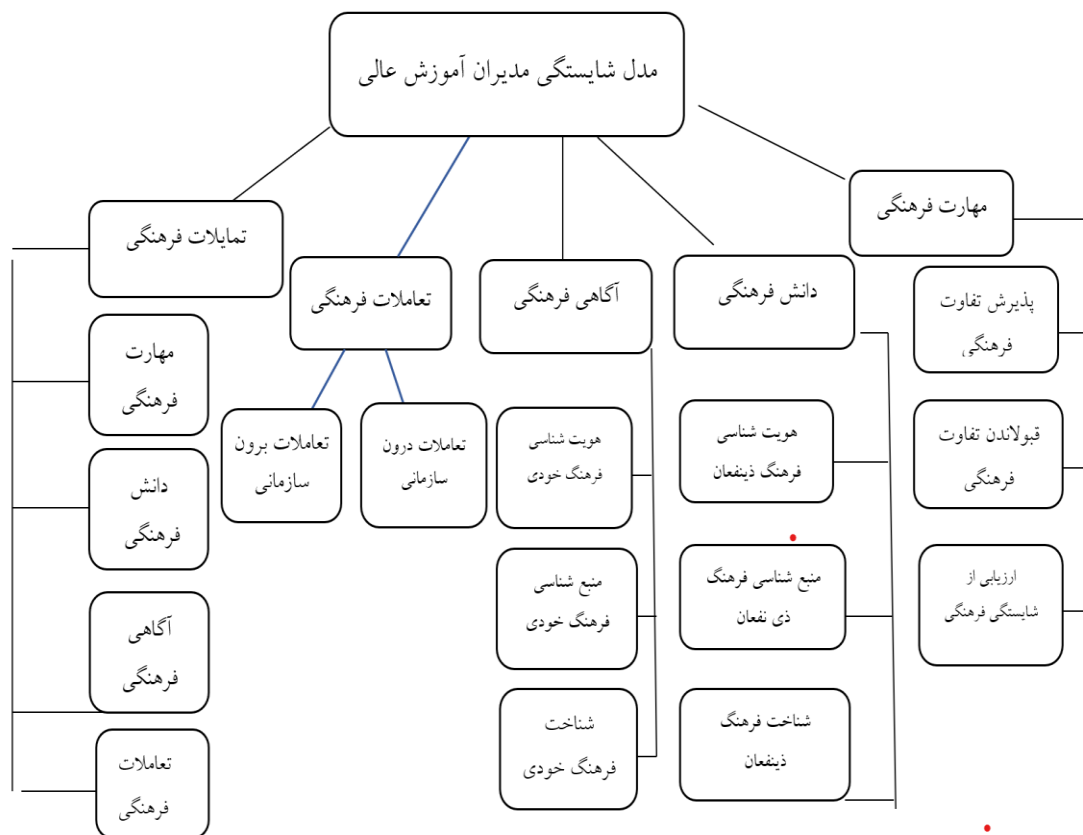 مدل شایستگی مدیران آموزش عالی
مهارت فرهنگی
پذیرش تفاوت
فرهنگی
قبولاندن تفاوت
فرهنگی
ارزیابی از
شایستگی فرهنگی
دانش فرهنگی
هویت شناسی
فرهنگ ذینفعان
منبع شناسی فرهنگ
ذی نفعان
شناخت فرهنگ
ذینفعان
آگاهی فرهنگی
هویت شناسی
فرهنگ خودی
منبع شناسی
فرهنگ خودی
شناخت
فرهنگ خودی
تعاملات فرهنگی
تعاملات درون
سازمانی
تعاملات برون
سازمانی
تمایلات فرهنگی
مهارت
فرهنگی
دانش
فرهنگی
آگاهی
فرهنگی
تعاملات
فرهنگی